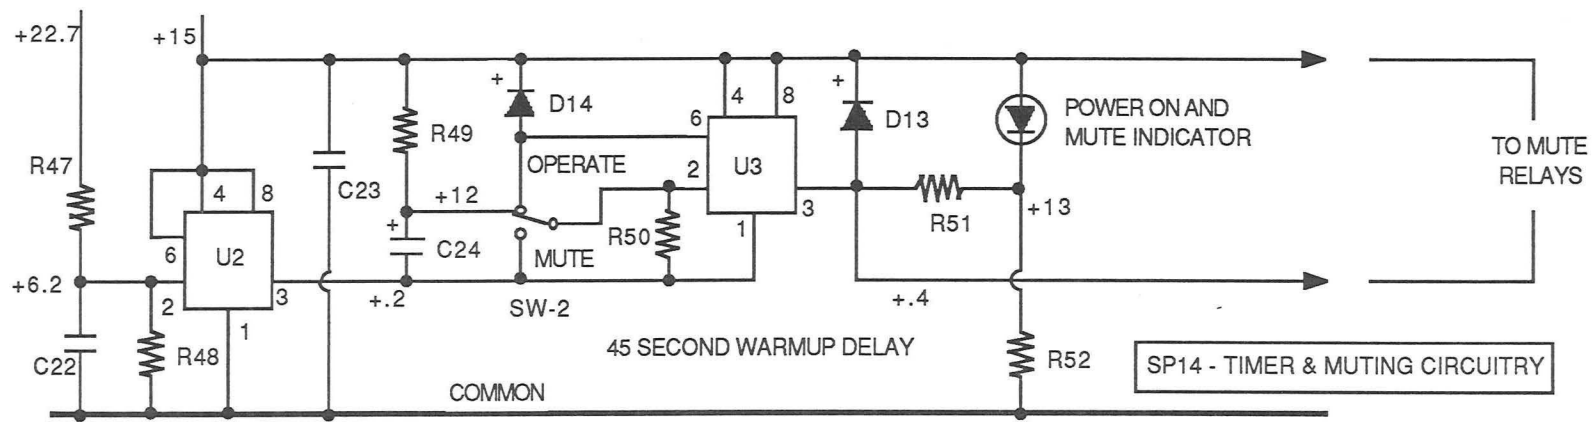 +22.7
+15
R47
4
8
6
U2
+6.2
2
3
1
C22
R48
C23
+
R49
+12
+
C24
+.2
+
D14
OPERATE
MUTE
SW-2
R50
4
8
6
U3
2
3
1
+
D13
R51
+13
POWER ON AND
MUTE INDICATOR
TO MUTE
RELAYS
+.4
R52
45 SECOND WARMUP DELAY
COMMON
SP14 - TIMER & MUTING CIRCUITRY